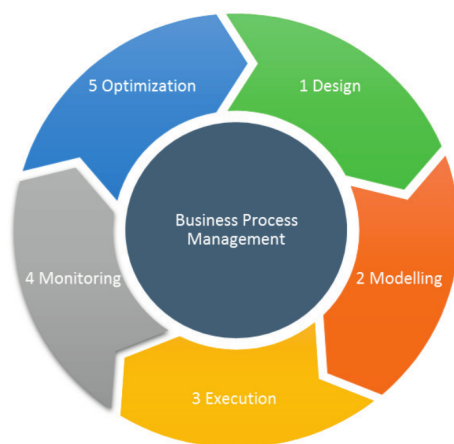 1 Design
2 Modelling
3 Execution
4 Monitoring
5 Optimization
Business Process
Management